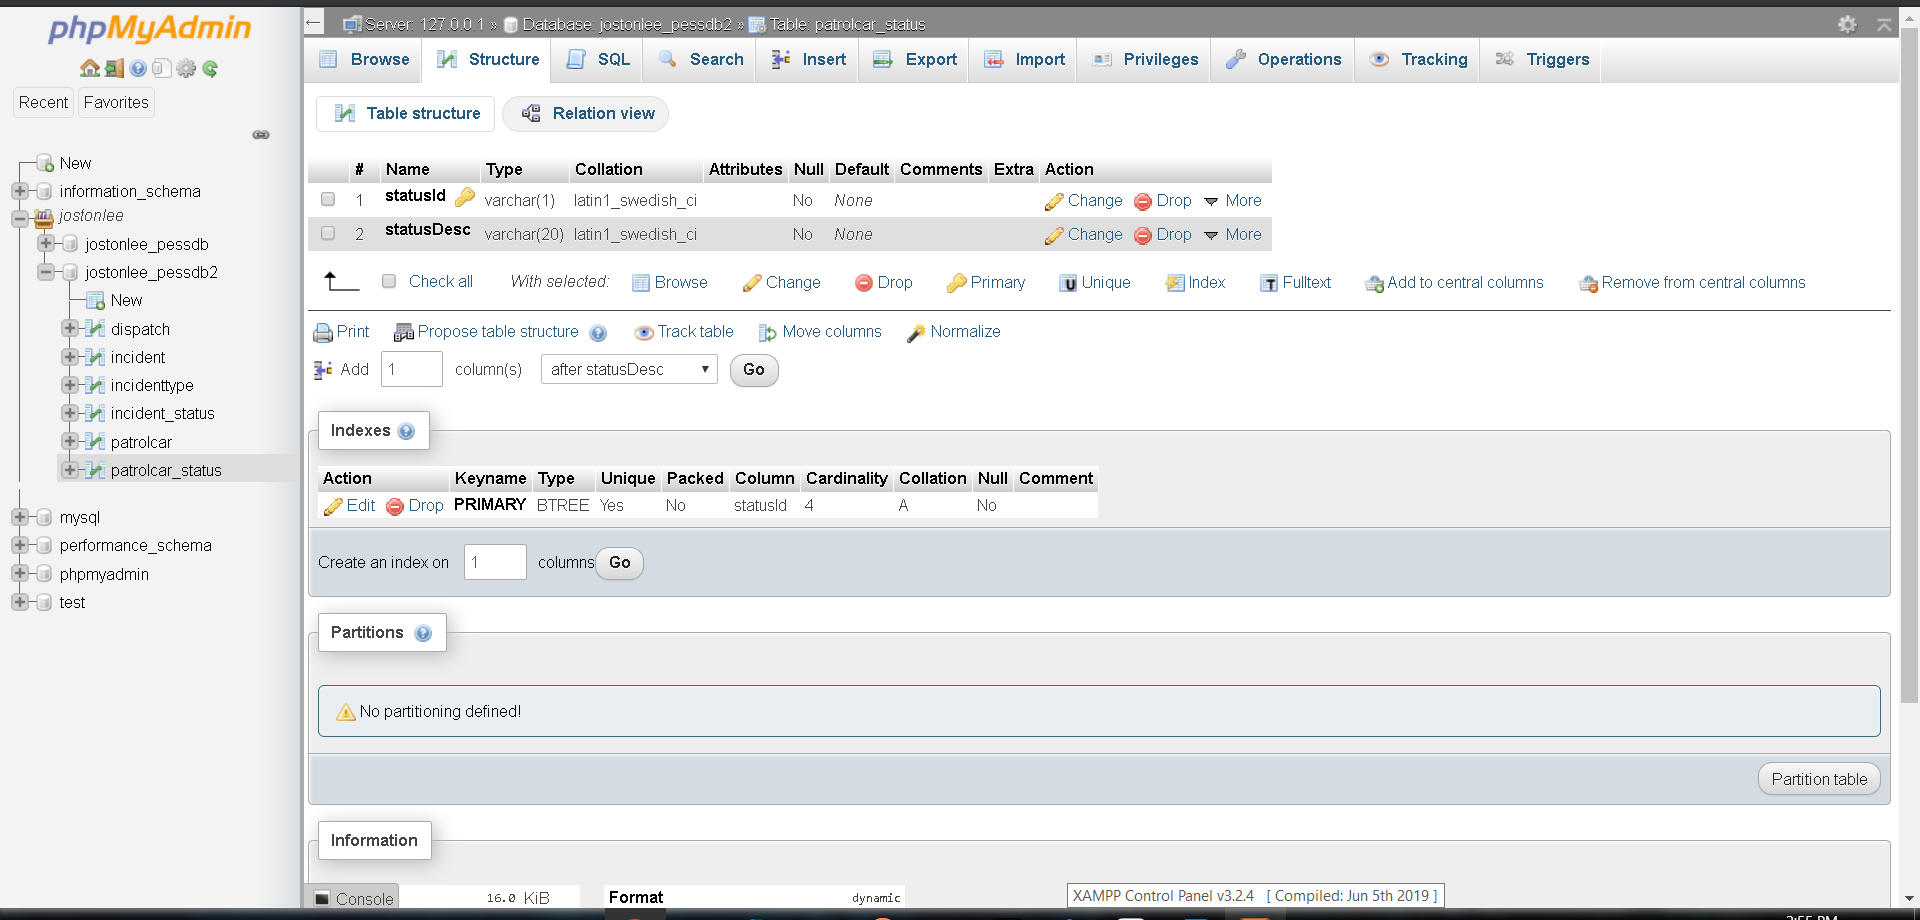 phpMyAdmin
Recent Favorites
New
information_schema
jostonlee
jostonlee_pessdb
jostonlee_pessdb2
New
dispatch
incident
incidenttype
incident_status
patrolcar
patrolcar_status
mysql
performance_schema
phpmyadmin
test
Server: 127.0.0.1 » Database: jostonlee_pessdb2 » Table: patrolcar_status
Browse Structure SQL Search Insert Export Import Privileges Operations Tracking Triggers
Table structure Relation view
# Name Type Collation Attributes Null Default Comments Extra Action
1 statusId varchar(1) latin1_swedish_ci No None Change Drop More
2 statusDesc varchar(20) latin1_swedish_ci No None Change Drop More
Check all With selected: Browse Change Drop Primary Unique Index Fulltext Add to central columns Remove from central columns
Print Propose table structure Track table Move columns Normalize
Add 1 column(s) after statusDesc Go
Indexes
Action Keyname Type Unique Packed Column Cardinality Collation Null Comment
Edit Drop PRIMARY BTREE Yes No statusId 4 A No
Create an index on 1 columns Go
Partitions
No partitioning defined!
Partition table
Information
Console 16.0 KiB Format dynamic
XAMPP Control Panel v3.2.4 [ Compiled: Jun 5th 2019 ]